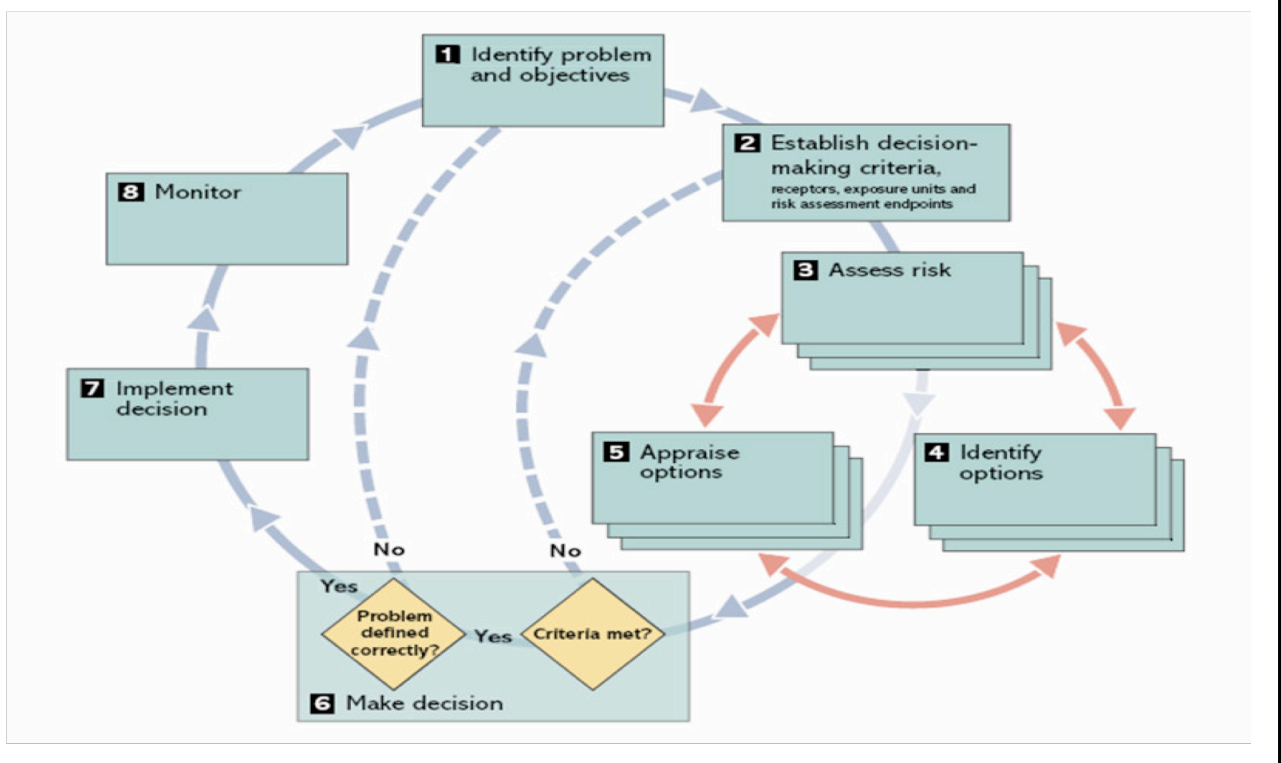 1 Identify problem
and objectives
2 Establish decision-
making criteria,
receptors, exposure units and
risk assessment endpoints
3 Assess risk
4 Identify
options
5 Appraise
options
No
No
Yes
Problem
defined
correctly?
Yes
Criteria met?
6 Make decision
7 Implement
decision
8 Monitor